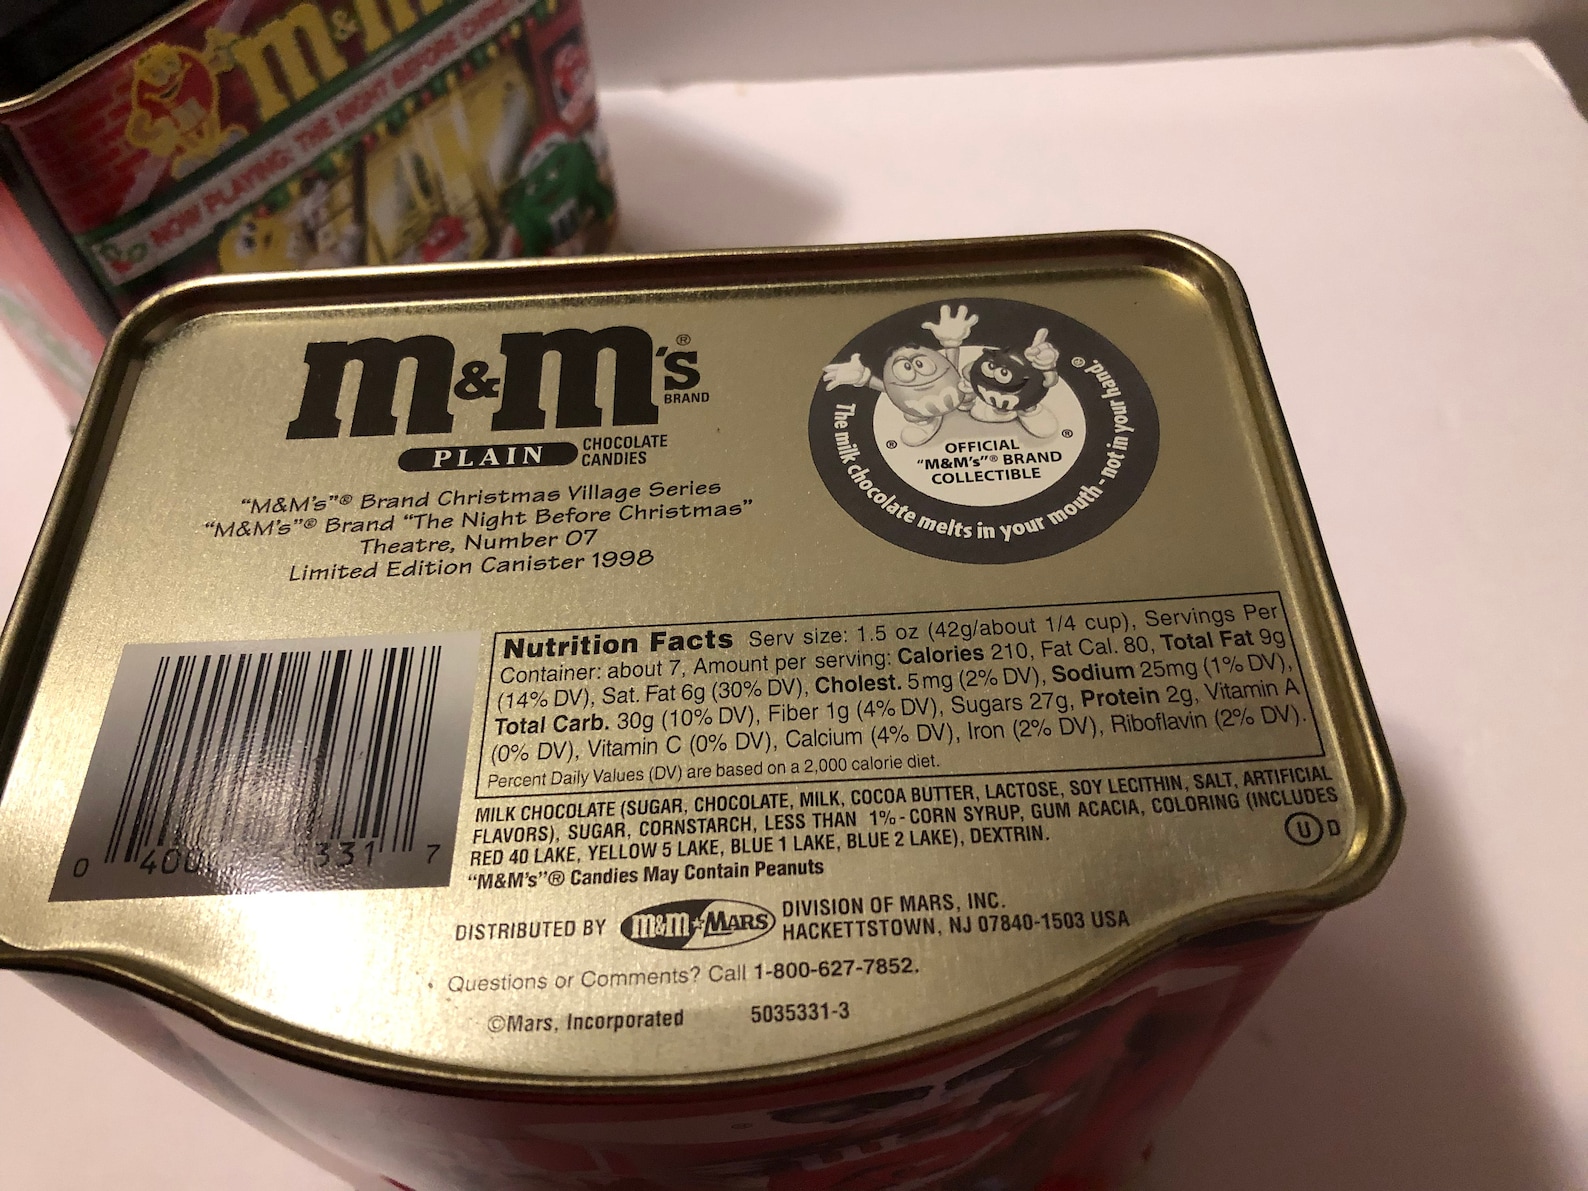 m&m
NOW PLAYING: THE NIGHT BEFORE
m&m's®
BRAND
PLAIN
CHOCOLATE
CANDIES
"M&M's"® Brand Christmas Village Series
"M&M's"® Brand "The Night Before Christmas"
Theatre, Number 07
Limited Edition Canister 1998
OFFICIAL
"M&M's"® BRAND
COLLECTIBLE
® ®
The milk chocolate melts in your mouth - not in your hand.®
Nutrition Facts Serv size: 1.5 oz (42g/about 1/4 cup), Servings Per
Container: about 7, Amount per serving: Calories 210, Fat Cal. 80, Total Fat 9g
(14% DV), Sat. Fat 6g (30% DV), Cholest. 5mg (2% DV), Sodium 25mg (1% DV),
Total Carb. 30g (10% DV), Fiber 1g (4% DV), Sugars 27g, Protein 2g, Vitamin A
(0% DV), Vitamin C (0% DV), Calcium (4% DV), Iron (2% DV), Riboflavin (2% DV).
Percent Daily Values (DV) are based on a 2,000 calorie diet.
MILK CHOCOLATE (SUGAR, CHOCOLATE, MILK, COCOA BUTTER, LACTOSE, SOY LECITHIN, SALT, ARTIFICIAL
FLAVORS), SUGAR, CORNSTARCH, LESS THAN 1% - CORN SYRUP, GUM ACACIA, COLORING (INCLUDES
RED 40 LAKE, YELLOW 5 LAKE, BLUE 1 LAKE, BLUE 2 LAKE), DEXTRIN.
"M&M's"® Candies May Contain Peanuts
U D
0 7
DISTRIBUTED BY m&m★MARS DIVISION OF MARS, INC.
HACKETTSTOWN, NJ 07840-1503 USA
Questions or Comments? Call 1-800-627-7852.
©Mars, Incorporated 5035331-3